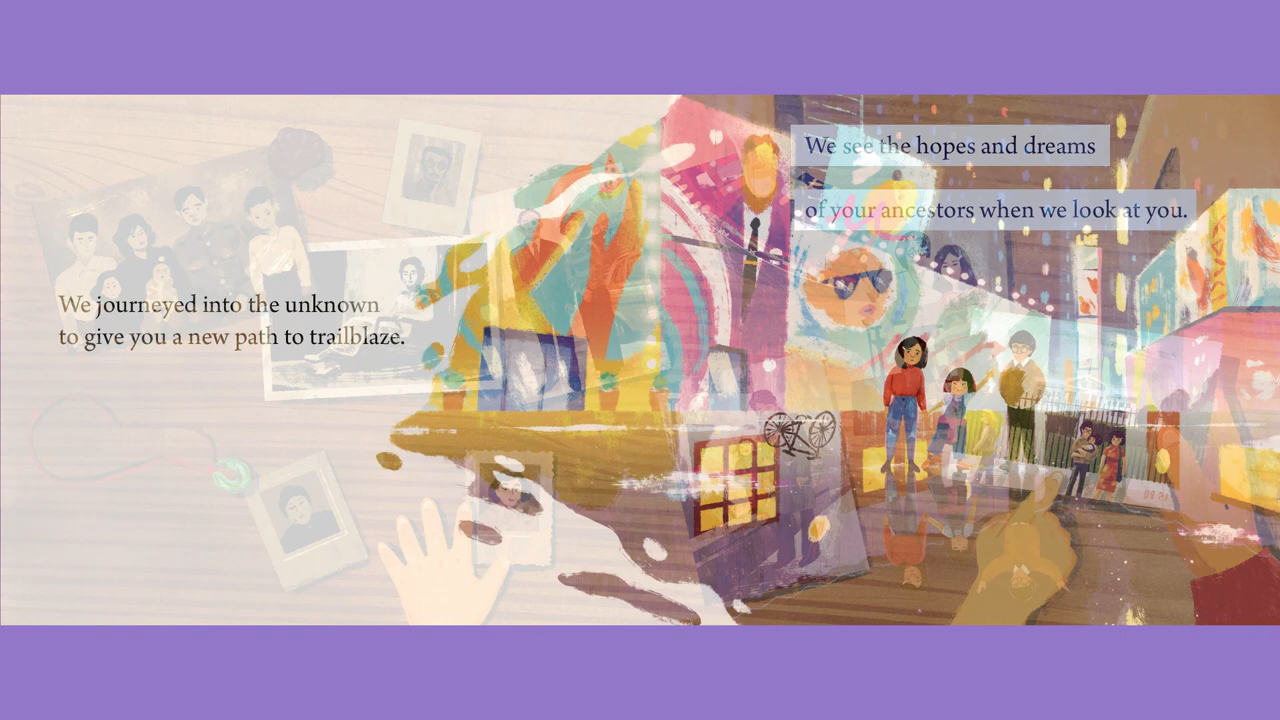 We journeyed into the unknown
to give you a new path to trailblaze.
We see the hopes and dreams
of your ancestors when we look at you.